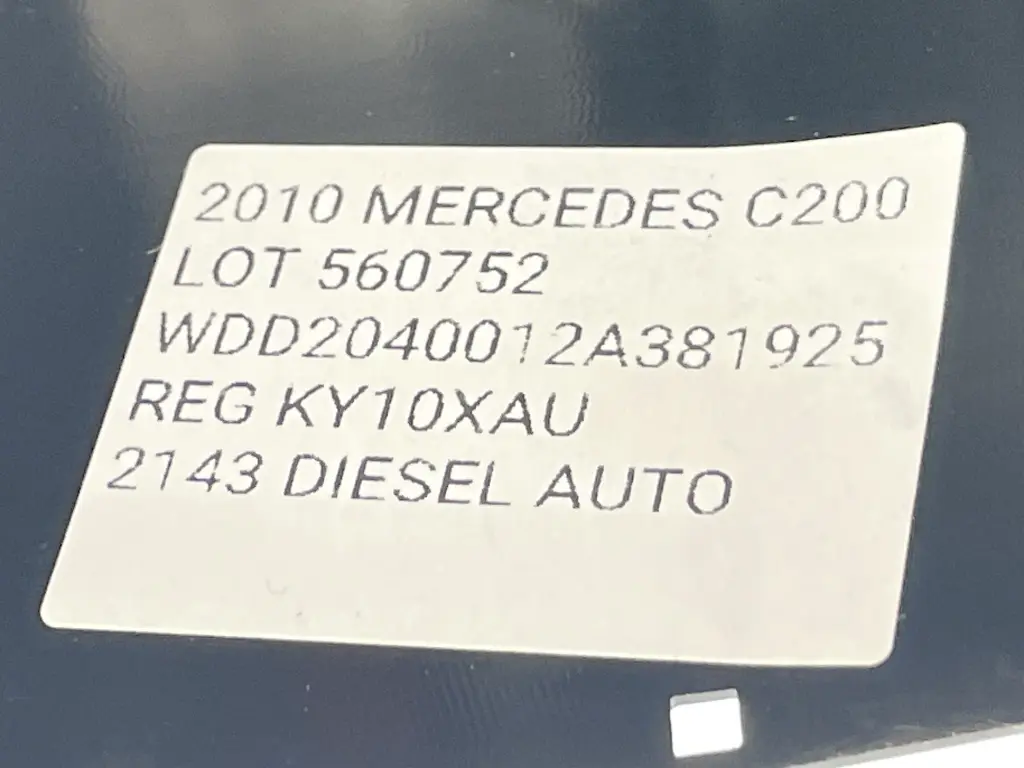 2010 MERCEDES C200
LOT 560752
WDD2040012A381925
REG KY10XAU
2143 DIESEL AUTO